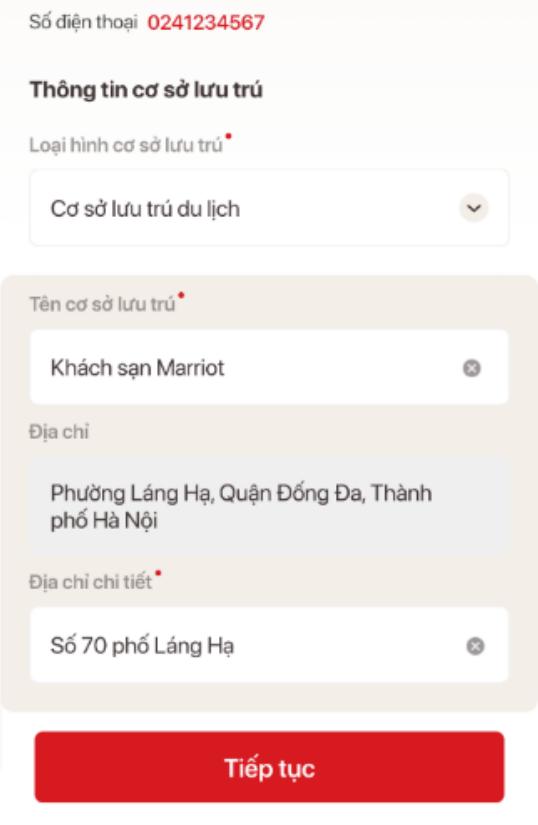 Số điện thoại 0241234567
Thông tin cơ sở lưu trú
Loại hình cơ sở lưu trú
Cơ sở lưu trú du lịch
Tên cơ sở lưu trú
Khách sạn Marriot
Địa chỉ
Phường Láng Hạ, Quận Đống Đa, Thành
phố Hà Nội
Địa chỉ chi tiết
Số 70 phố Láng Hạ
Tiếp tục